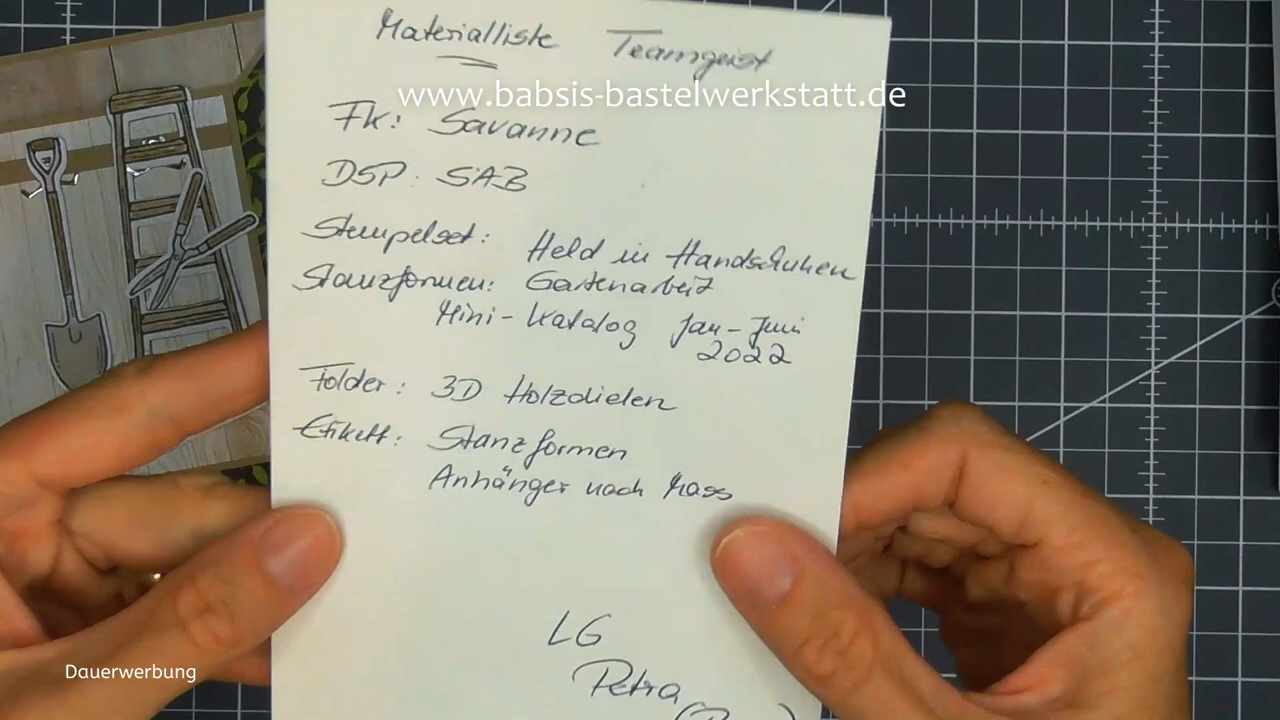 Materialliste Teamgeist
www.babsis-bastelwerkstatt.de
FK: Savanne
DSP: SAB
Stempelset: Held in Handschuhen
Stanzformen: Gartenarbeit
Mini-Katalog Jan-Juni
2022
Folder: 3D Holzdielen
Etikett: Stanzformen
Anhänger nach Mass
LG
Petra
Dauerwerbung